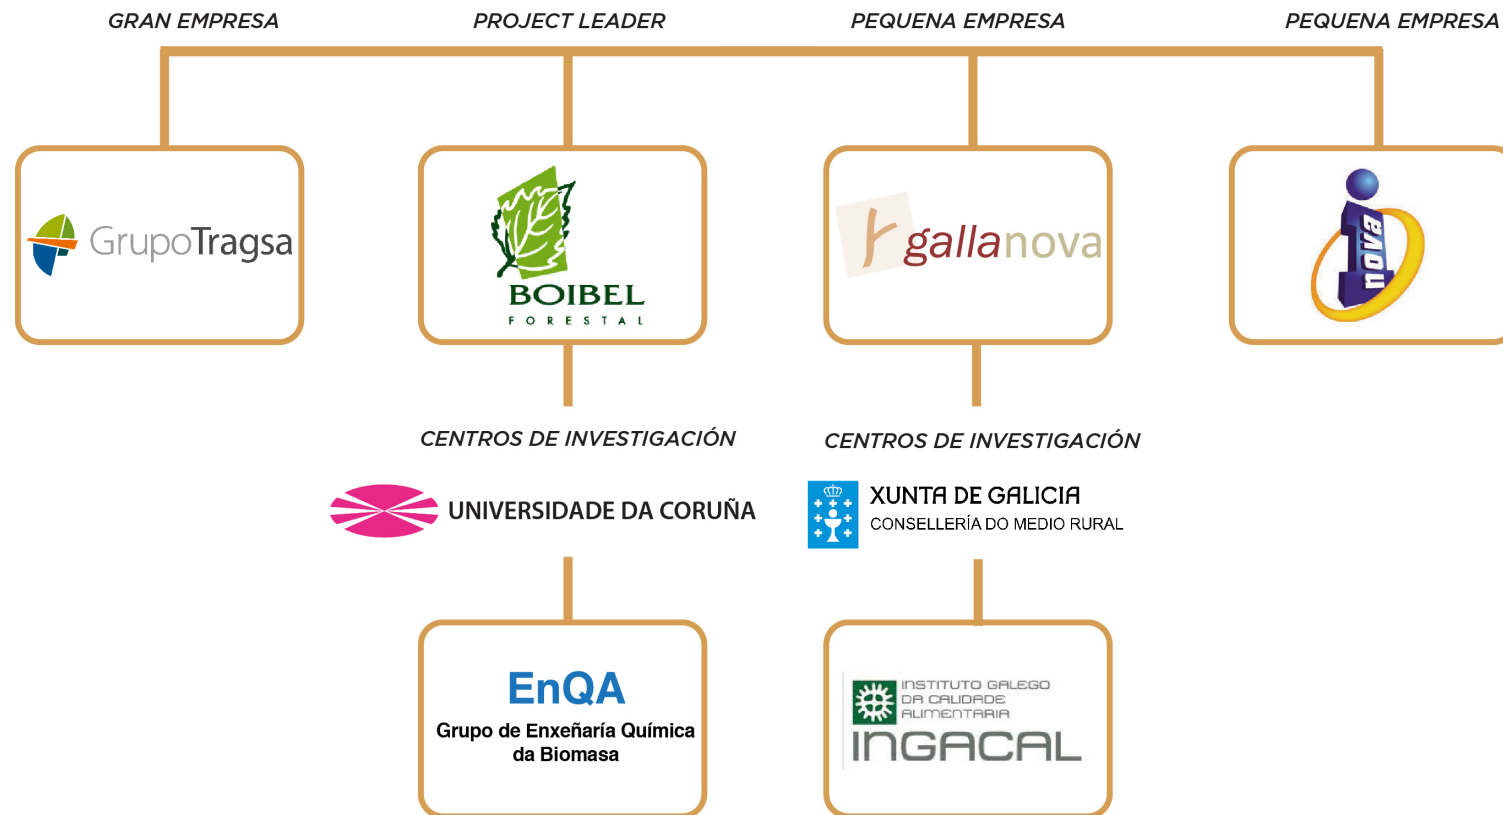 GRAN EMPRESA
PROJECT LEADER
PEQUENA EMPRESA
PEQUENA EMPRESA
GrupoTragsa
BOIBEL
FORESTAL
gallanova
inova
CENTROS DE INVESTIGACIÓN
CENTROS DE INVESTIGACIÓN
UNIVERSIDADE DA CORUÑA
XUNTA DE GALICIA
CONSELLERÍA DO MEDIO RURAL
EnQA
Grupo de Enxeñaría Química
da Biomasa
INSTITUTO GALEGO
DA CALIDADE
ALIMENTARIA
INGACAL